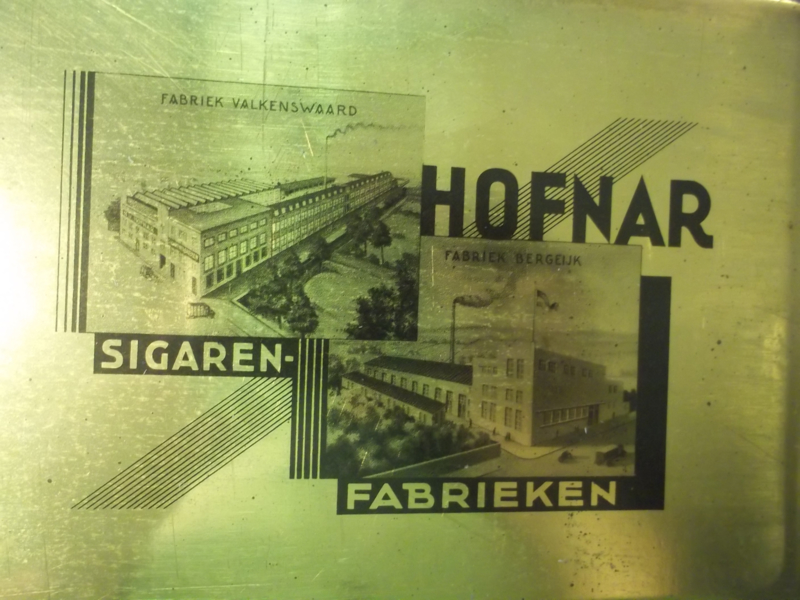 FABRIEK VALKENSWAARD
HOFNAR
FABRIEK BERGEIJK
SIGAREN-
FABRIEKEN